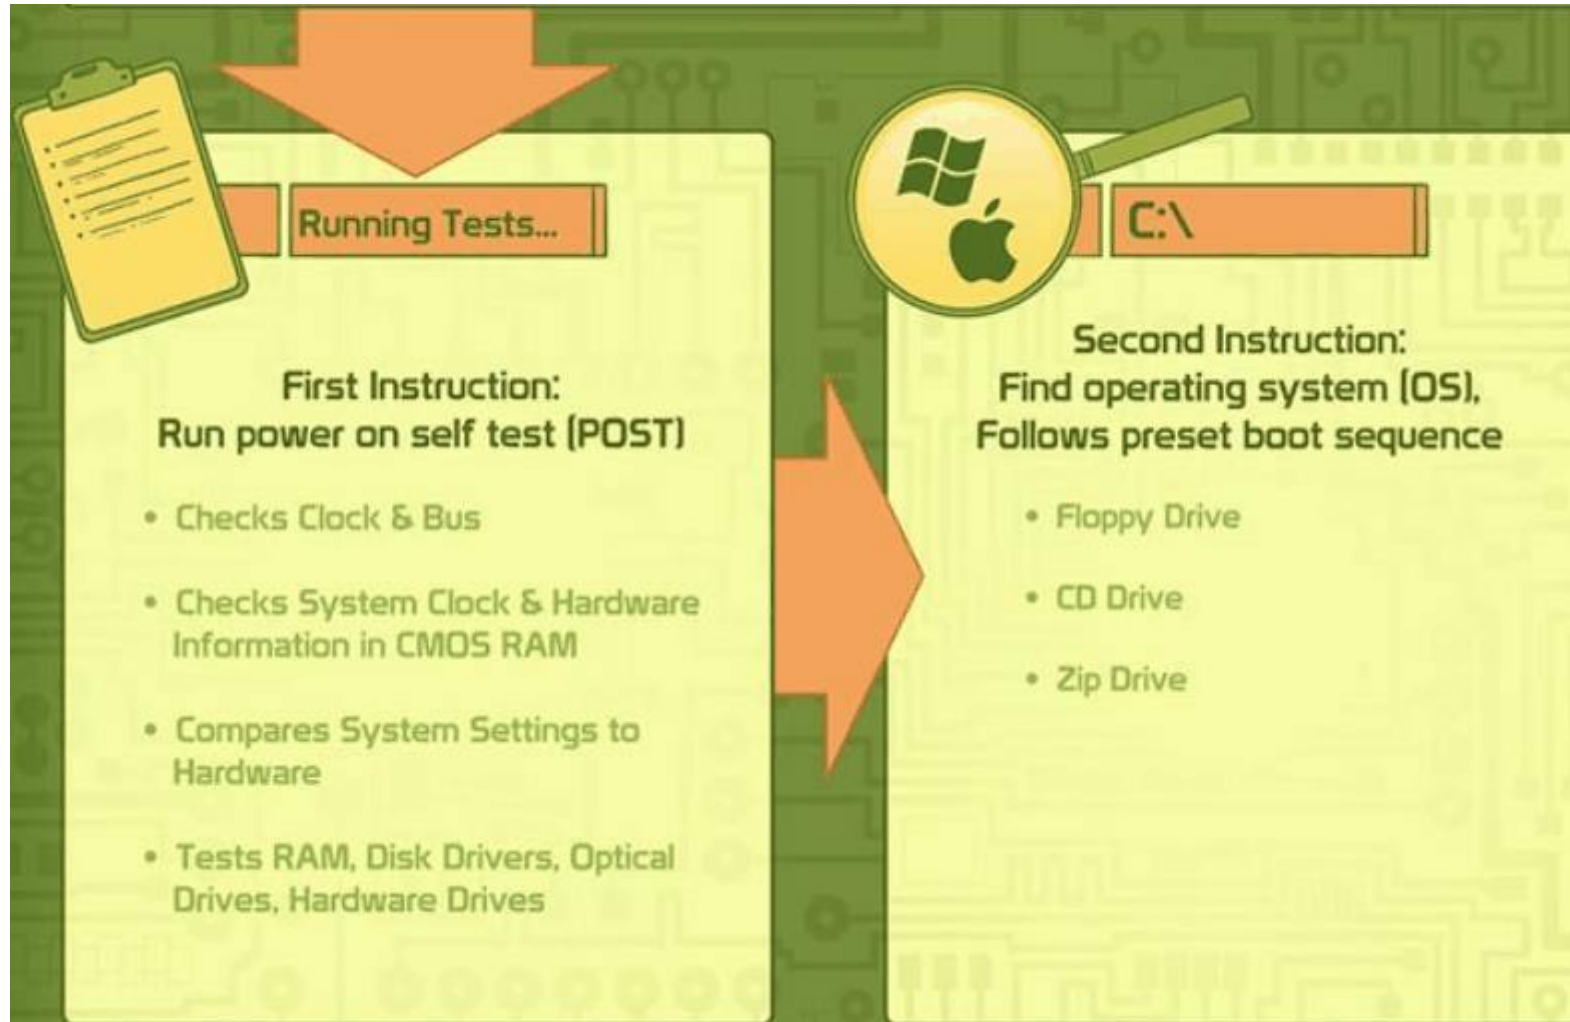 Running Tests...
First Instruction:
Run power on self test (POST)
• Checks Clock & Bus
• Checks System Clock & Hardware
Information in CMOS RAM
• Compares System Settings to
Hardware
• Tests RAM, Disk Drivers, Optical
Drives, Hardware Drives
C:\
Second Instruction:
Find operating system (OS),
Follows preset boot sequence
• Floppy Drive
• CD Drive
• Zip Drive